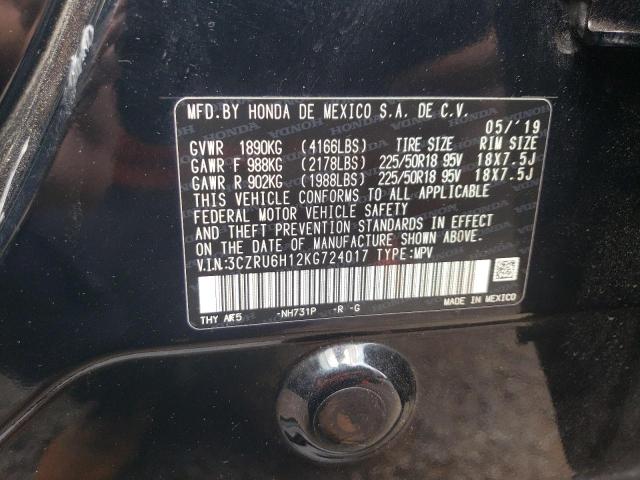 MFD.BY HONDA DE MEXICO S.A. DE C.V.
05/'19
GVWR 1890KG (4166LBS) TIRE SIZE RIM SIZE
GAWR F 988KG (2178LBS) 225/50R18 95V 18X7.5J
GAWR R 902KG (1988LBS) 225/50R18 95V 18X7.5J
THIS VEHICLE CONFORMS TO ALL APPLICABLE
FEDERAL MOTOR VEHICLE SAFETY
AND THEFT PREVENTION STANDARDS IN EFFECT
ON THE DATE OF MANUFACTURE SHOWN ABOVE.
V.I.N:3CZRU6H12KG724017 TYPE:MPV
THY -NH731P -R -G
MADE IN MEXICO